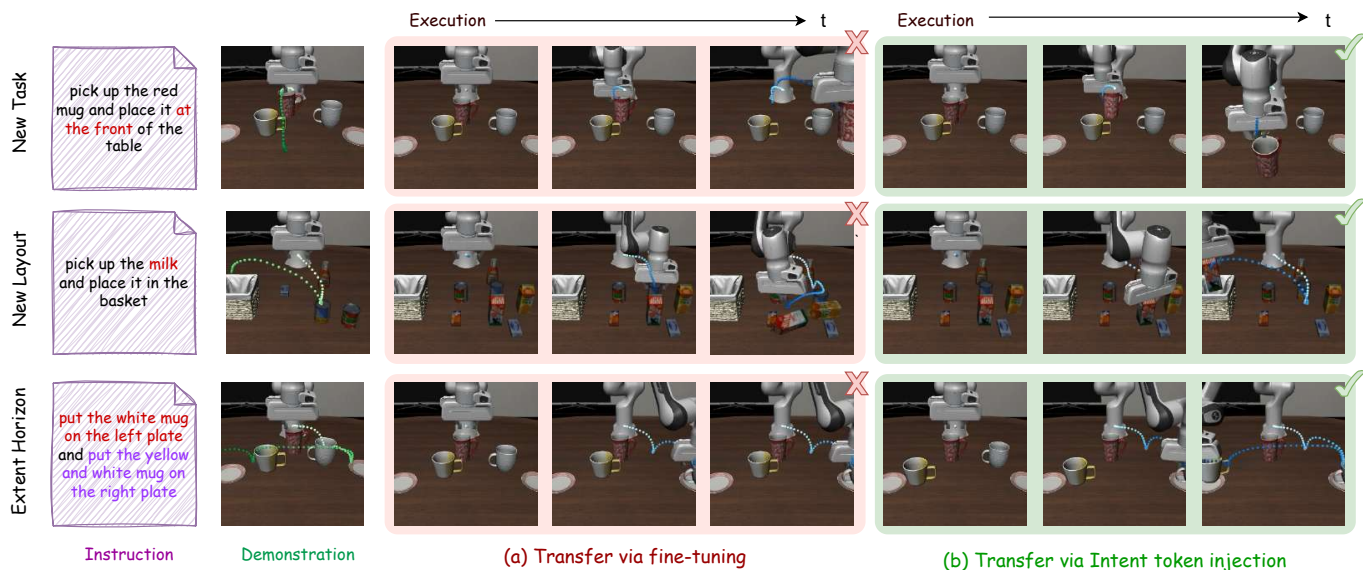 Execution t
Execution t
New Task
pick up the red
mug and place it at
the front of the
table
New Layout
pick up the milk
and place it in the
basket
Extent Horizon
put the white mug
on the left plate
and put the yellow
and white mug on
the right plate
Instruction
Demonstration
(a) Transfer via fine-tuning
(b) Transfer via Intent token injection